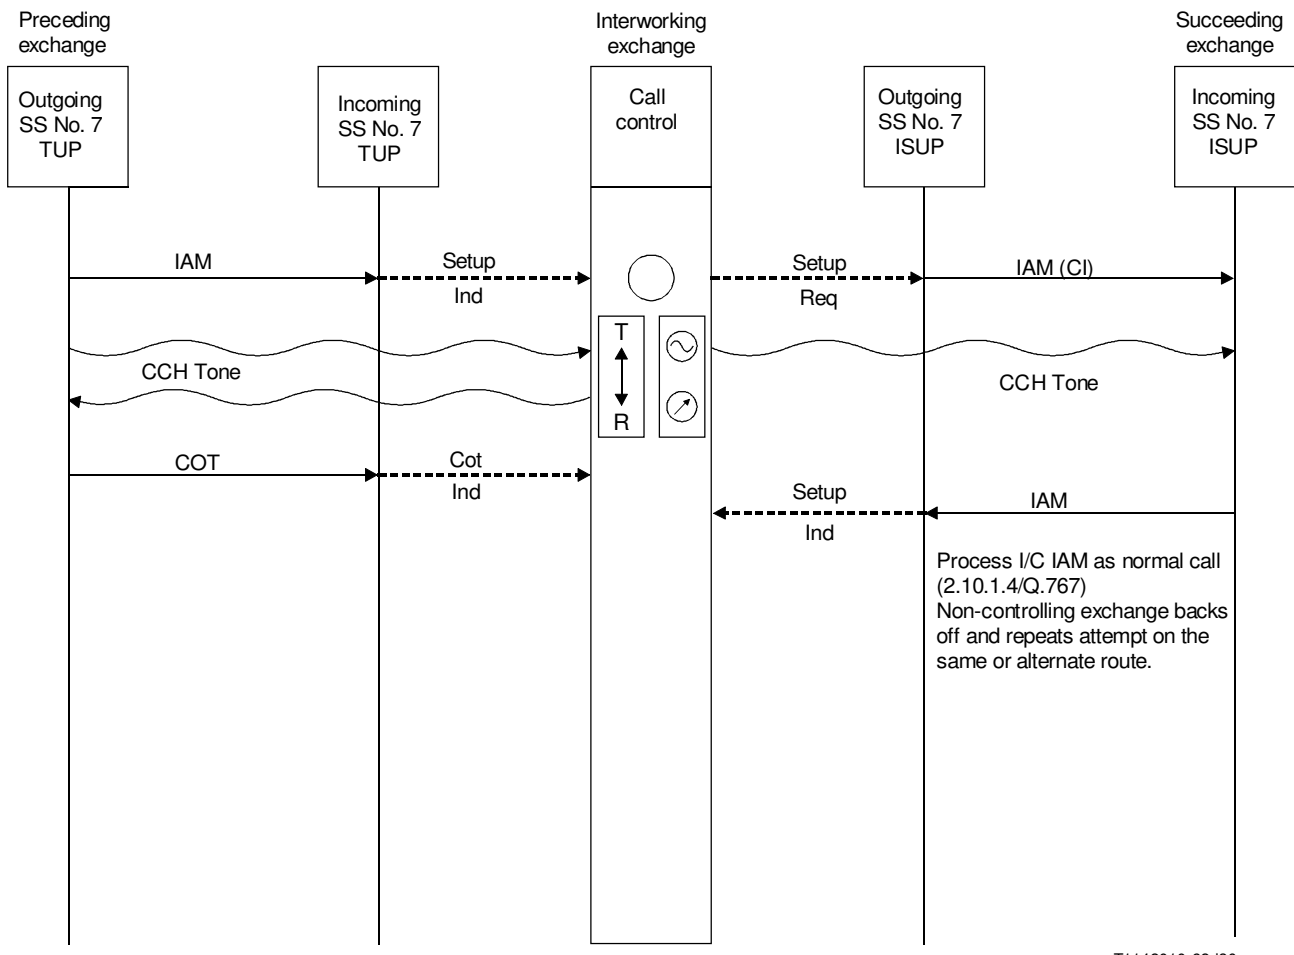 Preceding
exchange
Interworking
exchange
Succeeding
exchange
Outgoing
SS No. 7
TUP
Incoming
SS No. 7
TUP
Call
control
Outgoing
SS No. 7
ISUP
Incoming
SS No. 7
ISUP
IAM
Setup
Ind
Setup
Req
IAM (CI)
T
R
CCH Tone
CCH Tone
COT
Cot
Ind
Setup
Ind
IAM
Process I/C IAM as normal call
(2.10.1.4/Q.767)
Non-controlling exchange backs
off and repeats attempt on the
same or alternate route.